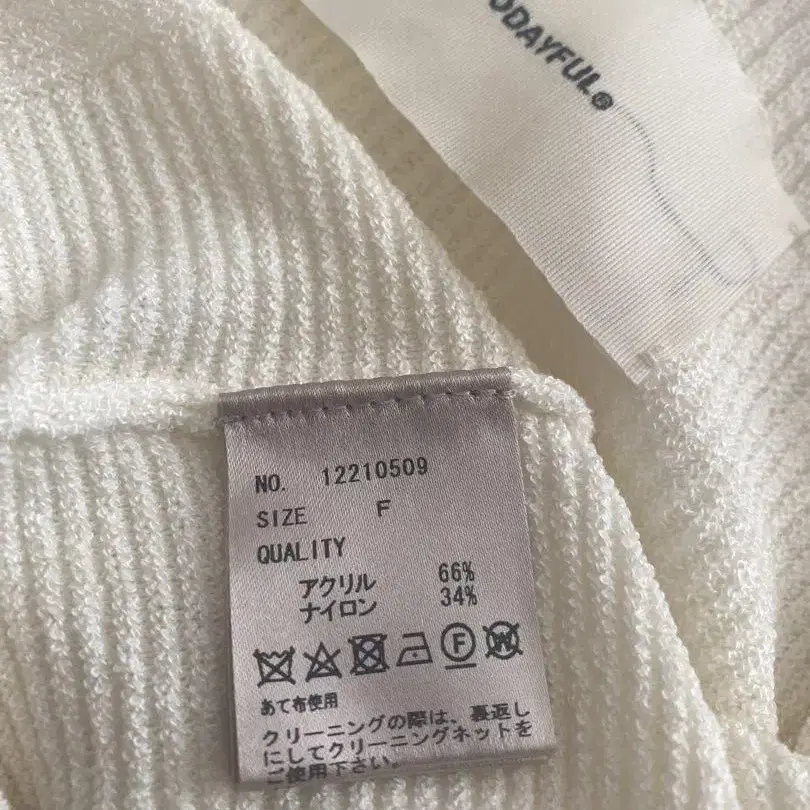 ODAYFUL®
NO. 12210509
SIZE F
QUALITY
アクリル 66%
ナイロン 34%
F W
あて布使用
クリーニングの際は、裏返し
にしてクリーニングネットを
ご使用下さい。